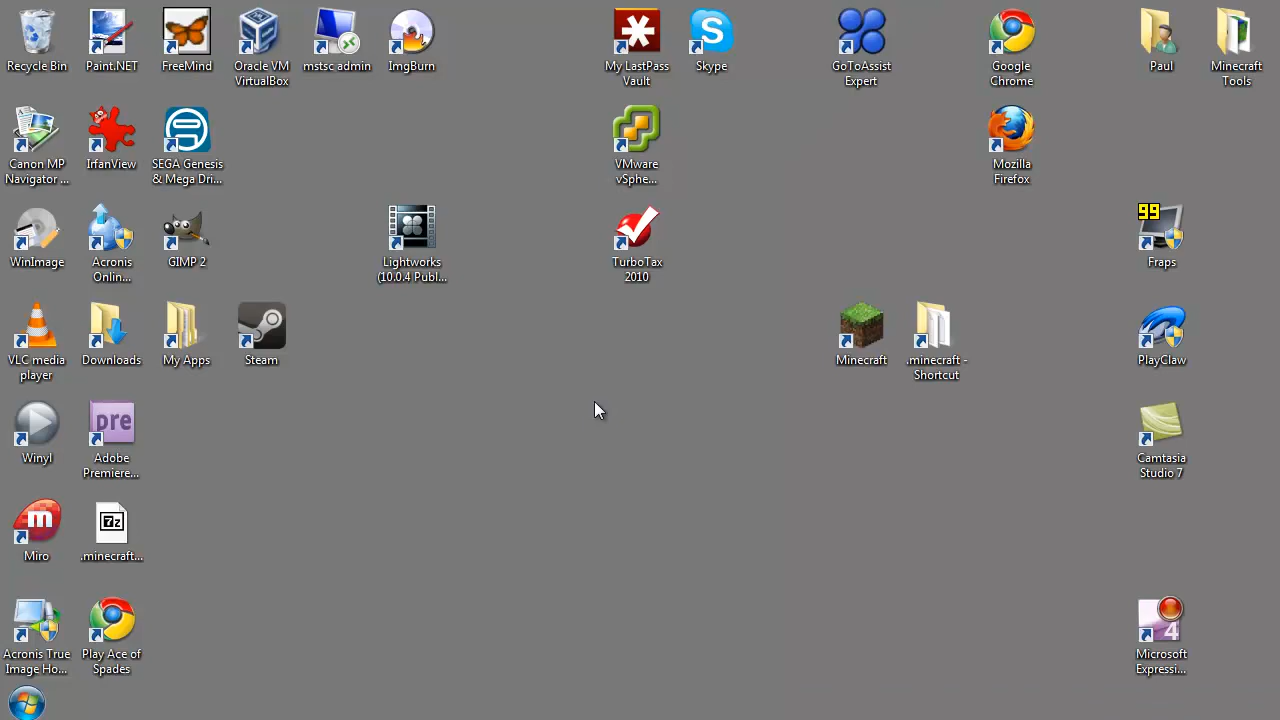 Recycle Bin
Paint.NET
FreeMind
Oracle VM
VirtualBox
mstsc admin
ImgBurn
My LastPass
Vault
Skype
GoToAssist
Expert
Google
Chrome
Paul
Minecraft
Tools
Canon MP
Navigator ...
IrfanView
SEGA Genesis
& Mega Dri...
VMware
vSphe...
Mozilla
Firefox
WinImage
Acronis
Onlin...
GIMP 2
Lightworks
(10.0.4 Publ...
TurboTax
2010
99
Fraps
VLC media
player
Downloads
My Apps
Steam
Minecraft
.minecraft -
Shortcut
PlayClaw
Winyl
pre
Adobe
Premiere...
Camtasia
Studio 7
m
Miro
7z
.minecraft...
Acronis True
Image Ho...
Play Ace of
Spades
4
Microsoft
Expressi...